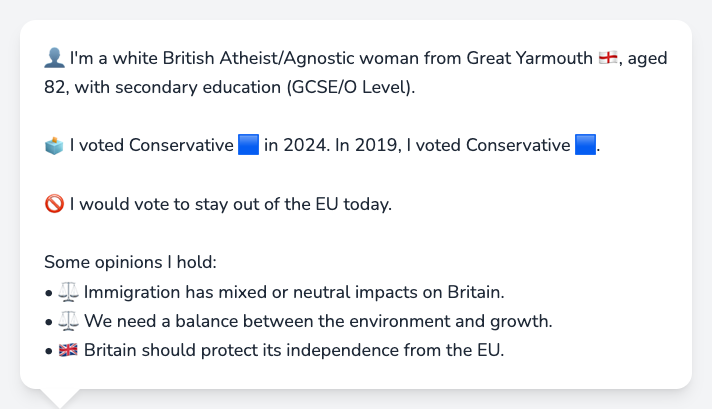 👤 I'm a white British Atheist/Agnostic woman from Great Yarmouth 🏴󠁧󠁢󠁥󠁮󠁧󠁿, aged
82, with secondary education (GCSE/O Level).
🗳️ I voted Conservative 🟦 in 2024. In 2019, I voted Conservative 🟦.
🚫 I would vote to stay out of the EU today.
Some opinions I hold:
• ⚖️ Immigration has mixed or neutral impacts on Britain.
• ⚖️ We need a balance between the environment and growth.
• 🇬🇧 Britain should protect its independence from the EU.